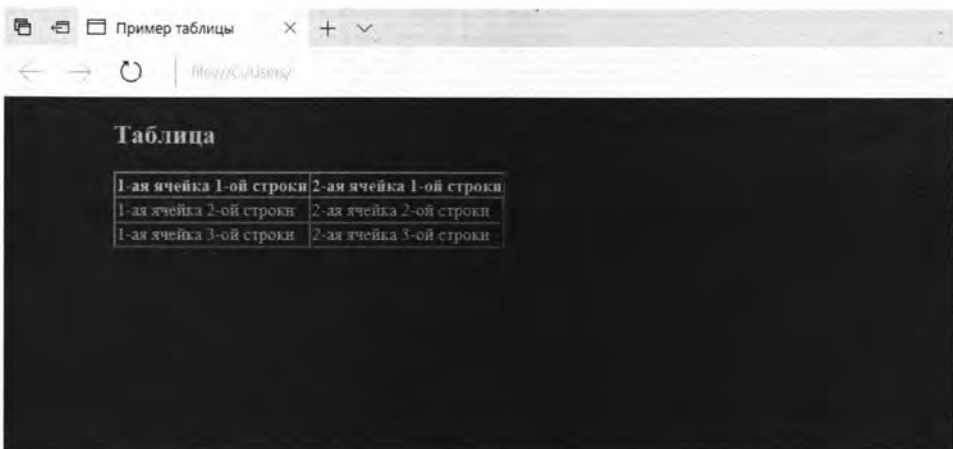 Пример таблицы
file:///C:/Users/
Таблица
1-ая ячейка 1-ой строки 2-ая ячейка 1-ой строки
1-ая ячейка 2-ой строки 2-ая ячейка 2-ой строки
1-ая ячейка 3-ой строки 2-ая ячейка 3-ой строки